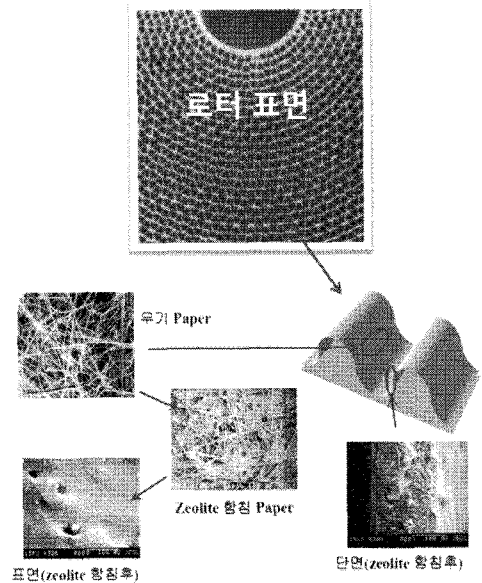 로터 표면
무기 Paper
Zeolite 함침 Paper
표면(zeolite 함침후)
단면(zeolite 함침후)